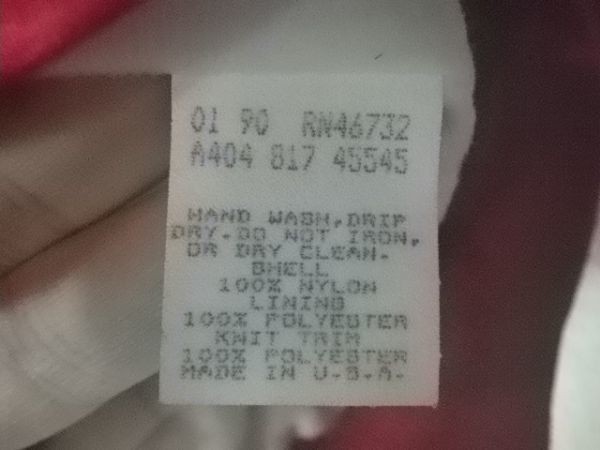 01 90 RN46732
A404 817 45545
HAND WASH, DRIP
DRY. DO NOT IRON,
OR DRY CLEAN.
SHELL
100% NYLON
LINING
100% POLYESTER
KNIT TRIM
100% POLYESTER
MADE IN U.S.A.